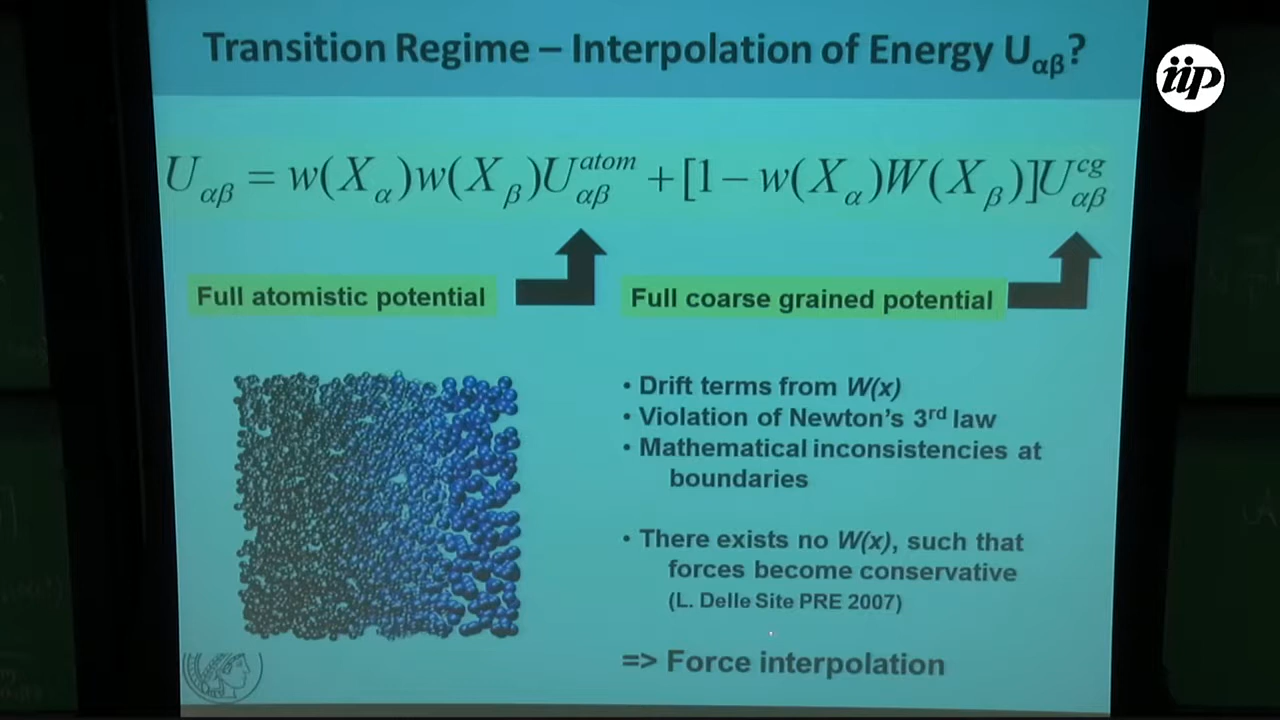 Transition Regime – Interpolation of Energy Uαβ?
iip
Uαβ = w(Xα)w(Xβ)Uαβ^atom + [1 – w(Xα)W(Xβ)]Uαβ^cg
Full atomistic potential
Full coarse grained potential
• Drift terms from W(x)
• Violation of Newton's 3rd law
• Mathematical inconsistencies at
boundaries
• There exists no W(x), such that
forces become conservative
(L. Delle Site PRE 2007)
=> Force interpolation